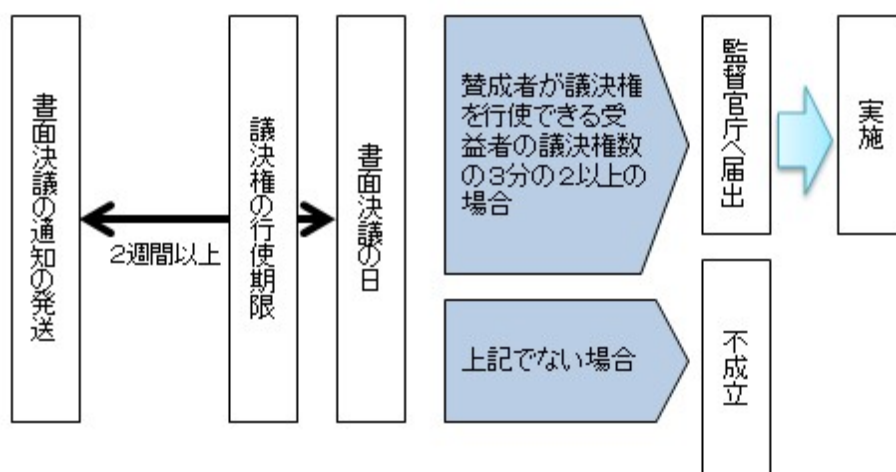 書面決議の通知の発送
2週間以上
議決権の行使期限
書面決議の日
賛成者が議決権
を行使できる受
益者の議決権数
の3分の2以上の
場合
監督官庁へ届出
実施
上記でない場合
不成立